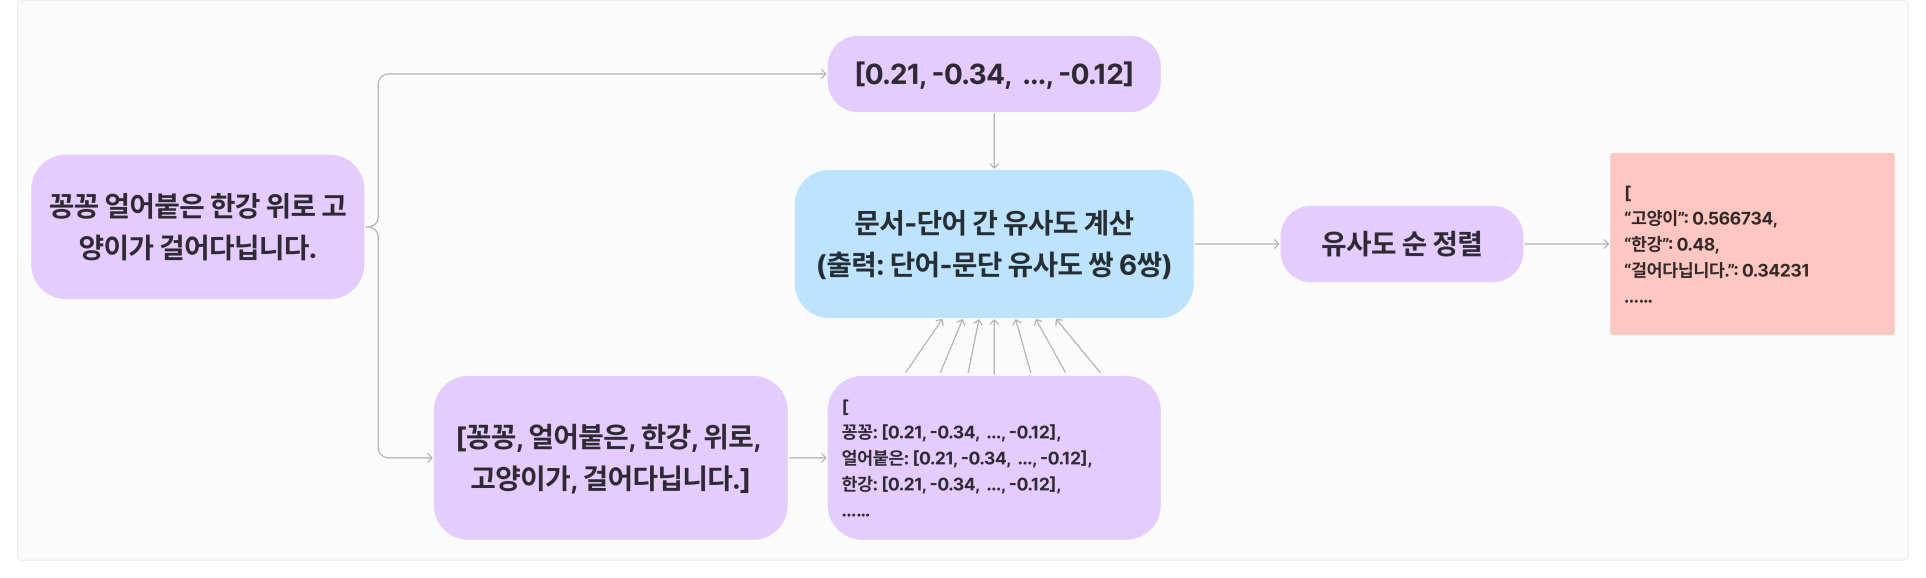 꽁꽁 얼어붙은 한강 위로 고
양이가 걸어다닙니다.
[0.21, -0.34, ..., -0.12]
[꽁꽁, 얼어붙은, 한강, 위로,
고양이가, 걸어다닙니다.]
[
꽁꽁: [0.21, -0.34, ..., -0.12],
얼어붙은: [0.21, -0.34, ..., -0.12],
한강: [0.21, -0.34, ..., -0.12],
......
문서-단어 간 유사도 계산
(출력: 단어-문단 유사도 쌍 6쌍)
유사도 순 정렬
[
“고양이”: 0.566734,
“한강”: 0.48,
“걸어다닙니다.”: 0.34231
......